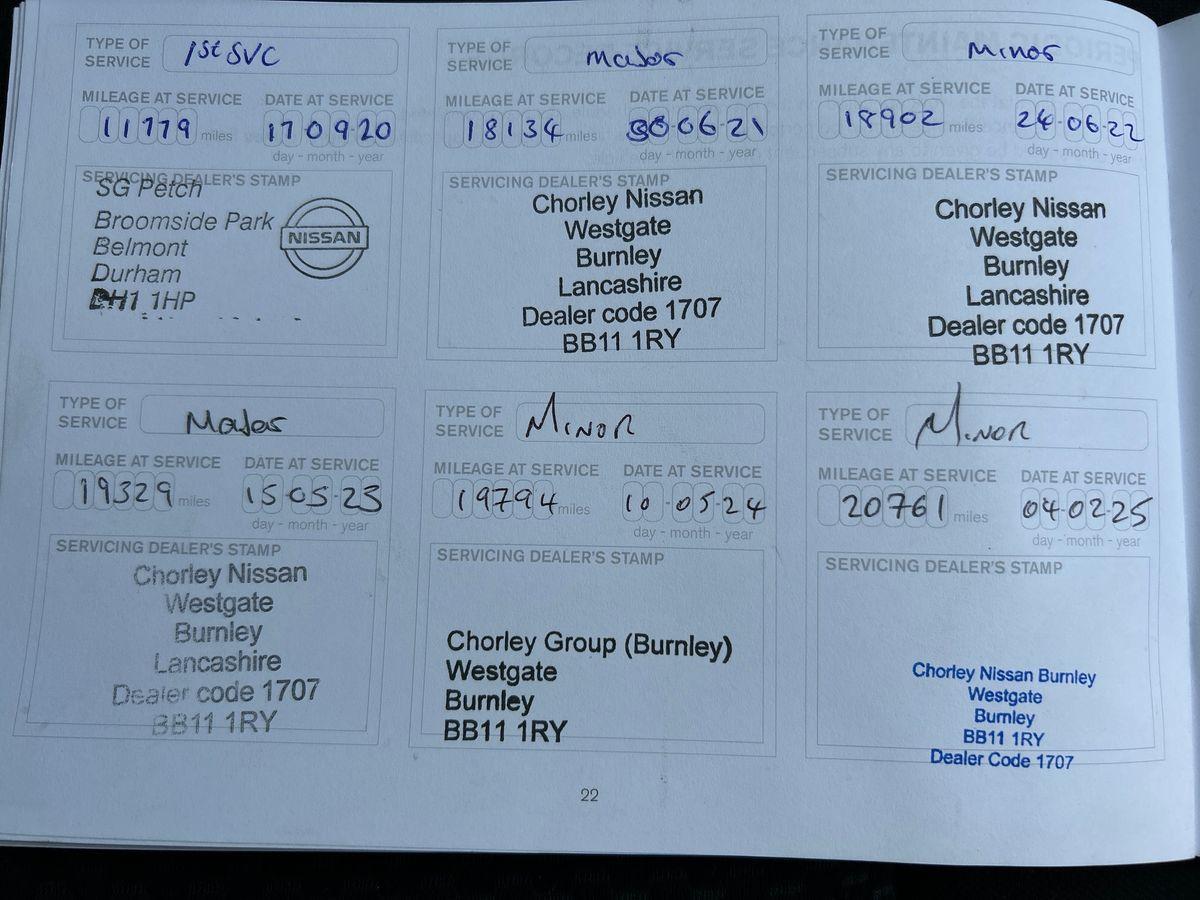 TYPE OF SERVICE 1st SVC
MILEAGE AT SERVICE DATE AT SERVICE
11779 miles 17 09 20
day - month - year
SERVICING DEALER'S STAMP
SG Petch
Broomside Park
Belmont
Durham
DH1 1HP
NISSAN
TYPE OF SERVICE Major
MILEAGE AT SERVICE DATE AT SERVICE
18134 miles 30-06-21
day - month - year
SERVICING DEALER'S STAMP
Chorley Nissan
Westgate
Burnley
Lancashire
Dealer code 1707
BB11 1RY
TYPE OF SERVICE Minor
MILEAGE AT SERVICE DATE AT SERVICE
18902 miles 24-06-22
day - month - year
SERVICING DEALER'S STAMP
Chorley Nissan
Westgate
Burnley
Lancashire
Dealer code 1707
BB11 1RY
TYPE OF SERVICE Major
MILEAGE AT SERVICE DATE AT SERVICE
19329 miles 15-05-23
day - month - year
SERVICING DEALER'S STAMP
Chorley Nissan
Westgate
Burnley
Lancashire
Dealer code 1707
BB11 1RY
TYPE OF SERVICE MINOR
MILEAGE AT SERVICE DATE AT SERVICE
19794 miles 10-05-24
day - month - year
SERVICING DEALER'S STAMP
Chorley Group (Burnley)
Westgate
Burnley
BB11 1RY
TYPE OF SERVICE MINOR
MILEAGE AT SERVICE DATE AT SERVICE
20761 miles 04-02-25
day - month - year
SERVICING DEALER'S STAMP
Chorley Nissan Burnley
Westgate
Burnley
BB11 1RY
Dealer Code 1707
22